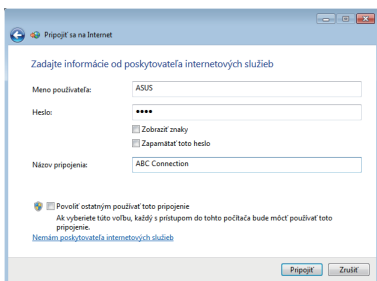 Pripojiť sa na Internet
Zadajte informácie od poskytovateľa internetových služieb
Meno používateľa: ASUS
Heslo: ••••
Zobraziť znaky
Zapamätať toto heslo
Názov pripojenia: ABC Connection
Povoliť ostatným používať toto pripojenie
Ak vyberiete túto voľbu, každý s prístupom do tohto počítača bude môcť používať toto
pripojenie.
Nemám poskytovateľa internetových služieb
Pripojiť Zrušiť